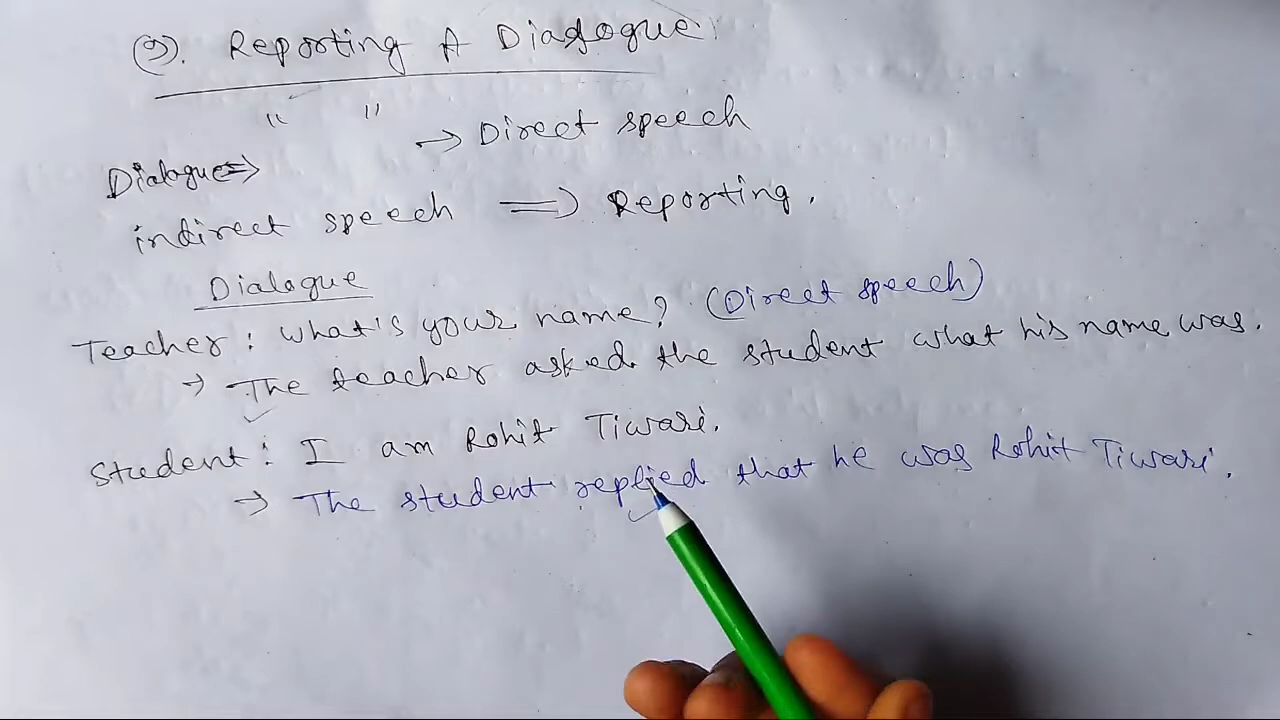 (9). Reporting A Dialogue:
" "
→ Direct speech
Dialogue⇒
indirect speech ⇒ Reporting.
Dialogue
Teacher: What's your name? (Direct speech)
→ The teacher asked the student what his name was.
Student: I am Rohit Tiwari.
→ The student replied that he was Rohit Tiwari.